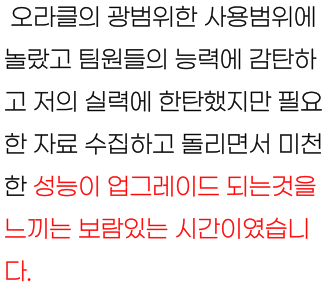 오라클의 광범위한 사용범위에
놀랐고 팀원들의 능력에 감탄하
고 저의 실력에 한탄했지만 필요
한 자료 수집하고 돌리면서 미천
한 성능이 업그레이드 되는것을
느끼는 보람있는 시간이였습니
다.